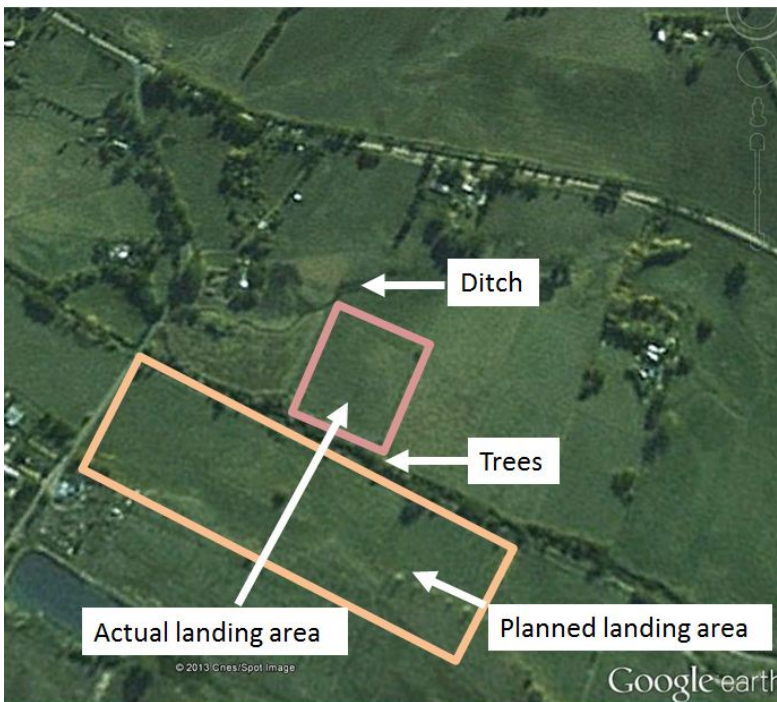 Ditch
Trees
Actual landing area
Planned landing area
© 2013 Cnes/Spot Image
Google earth